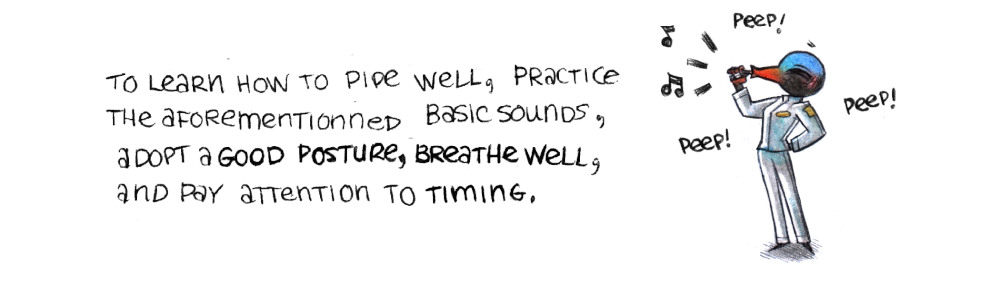 Peep!
TO Learn HOW TO PIPE WELL, PRACTICE
THE aFOREMENTIONNED BASIC SOUNDS,
aDOPT a GOOD POSTURE, BREATHE WELL,
anD Pay aTTenTION TO TIMING.
Peep!
Peep!